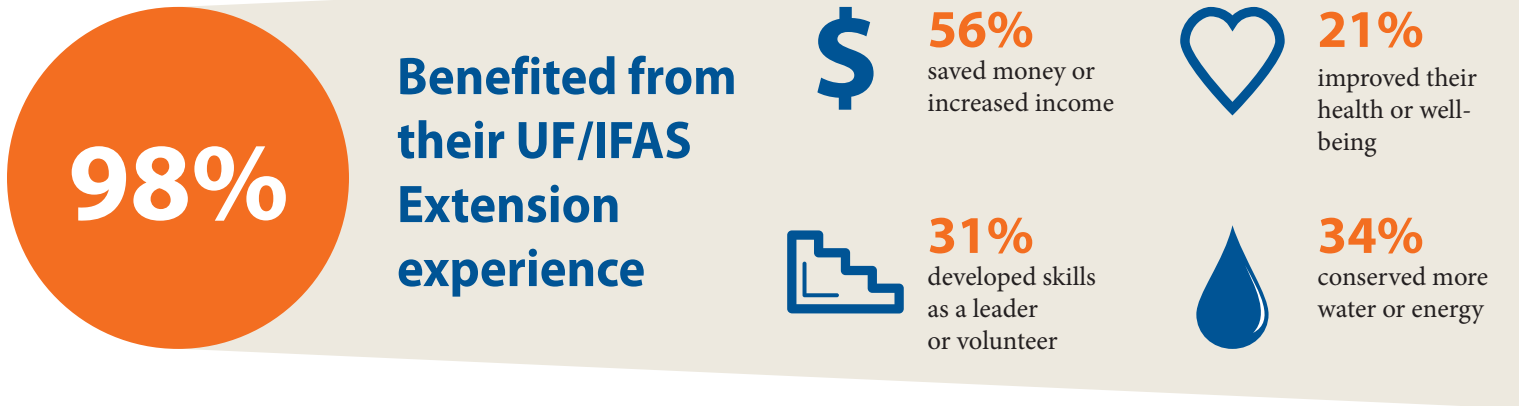 98%
Benefited from
their UF/IFAS
Extension
experience
$
56%
saved money or
increased income
21%
improved their
health or well-
being
31%
developed skills
as a leader
or volunteer
34%
conserved more
water or energy